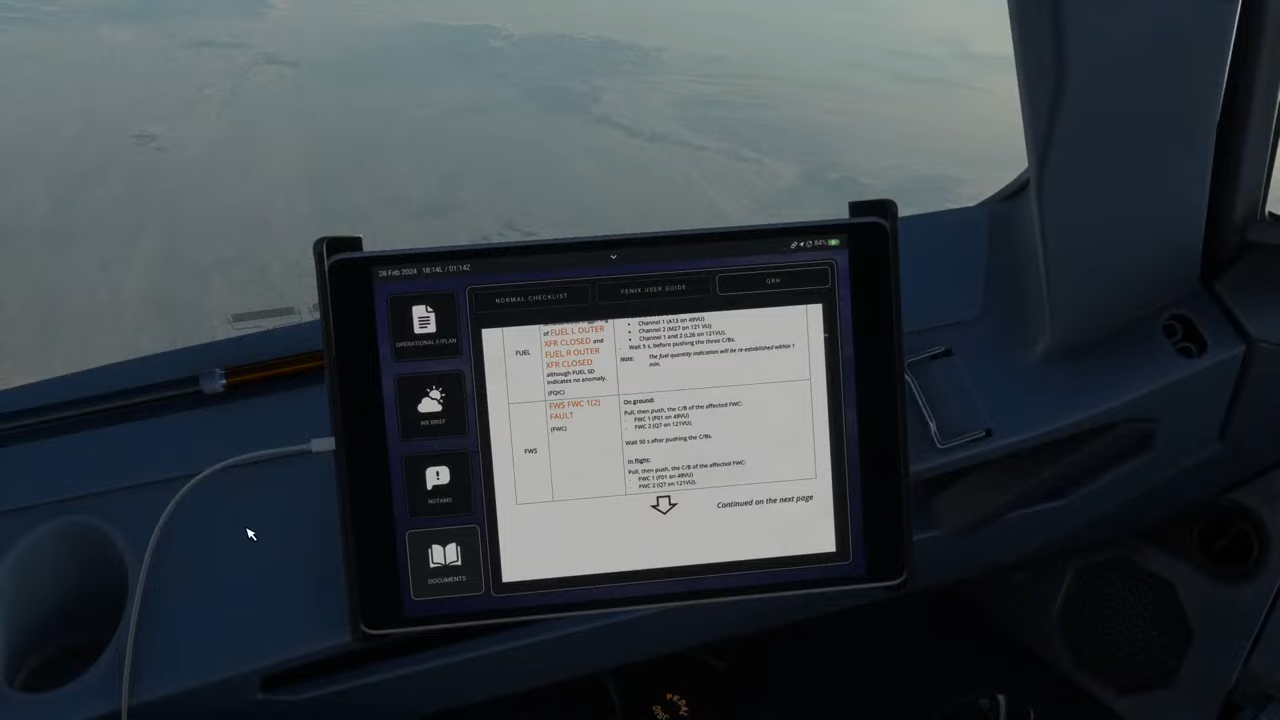 28 Feb 2024 18:14L / 01:14Z
84%
NORMAL CHECKLIST
FENIX USER GUIDE
QRH
OPERATIONAL F/PLAN
WX BRIEF
NOTAMS
DOCUMENTS
FUEL
of FUEL L OUTER
XFR CLOSED and
FUEL R OUTER
XFR CLOSED
although FUEL SD
indicates no anomaly.
(FQIC)
• Channel 1 (A13 on 49VU)
• Channel 2 (M27 on 121 VU)
• Channel 1 and 2 (L26 on 121VU).
Wait 5 s, before pushing the three C/Bs.
Note: The fuel quantity indication will be re-established within 1
min.
FWS
FWS FWC 1(2)
FAULT
(FWC)
On ground:
Pull, then push, the C/B of the affected FWC:
- FWC 1 (F01 on 49VU)
- FWC 2 (Q7 on 121VU).
Wait 50 s after pushing the C/Bs.
In flight:
Pull, then push, the C/B of the affected FWC:
- FWC 1 (F01 on 49VU)
- FWC 2 (Q7 on 121VU).
Continued on the next page
PEDAL
DISC